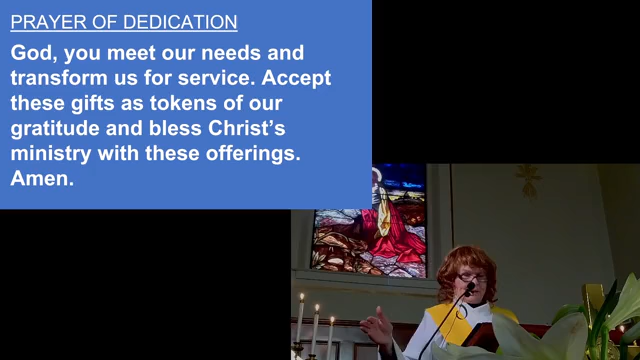 PRAYER OF DEDICATION
God, you meet our needs and
transform us for service. Accept
these gifts as tokens of our
gratitude and bless Christ's
ministry with these offerings.
Amen.